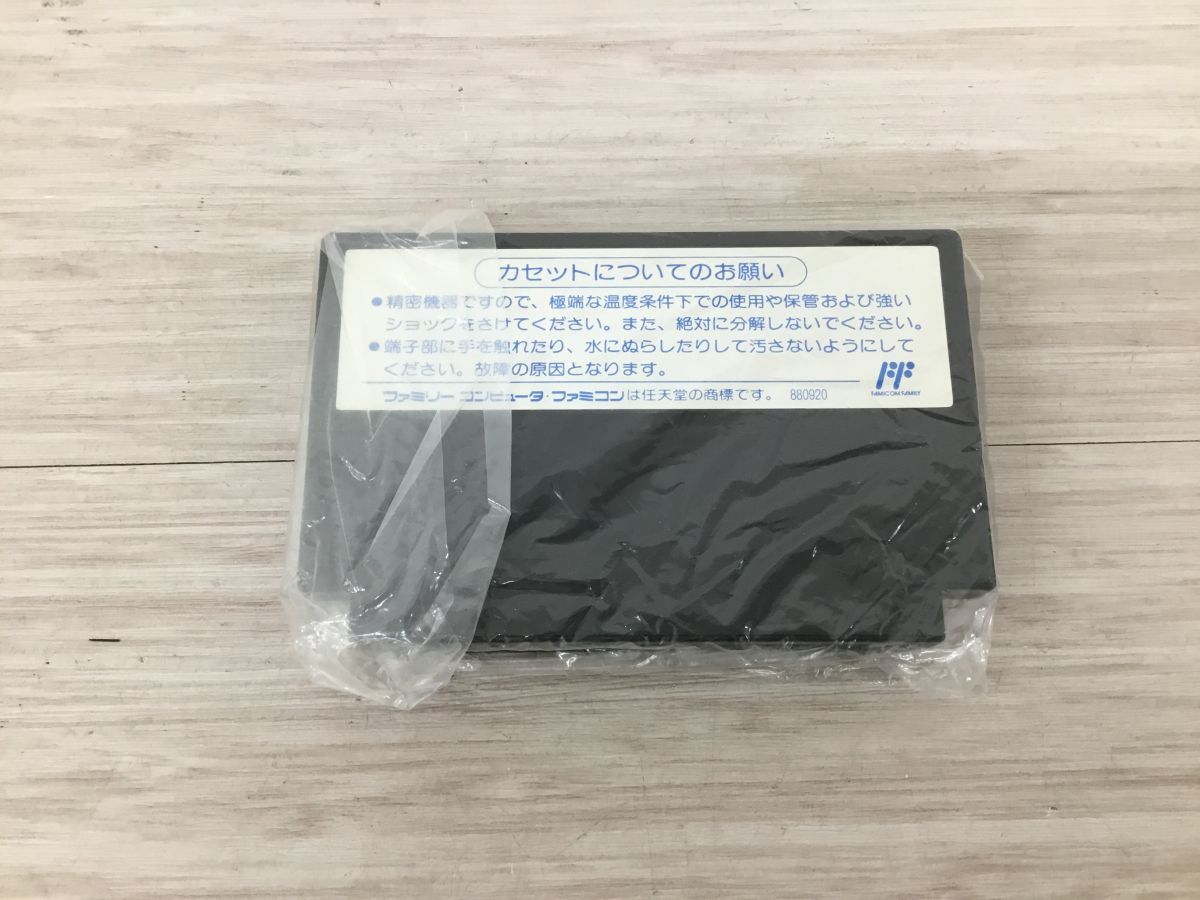 カセットについてのお願い
●精密機器ですので、極端な温度条件下での使用や保管および強い
ショックをさけてください。また、絶対に分解しないでください。
●端子部に手を触れたり、水にぬらしたりして汚さないようにして
ください。故障の原因となります。
ファミリーコンピュータ・ファミコンは任天堂の商標です。 880920
FAMICOM FAMILY